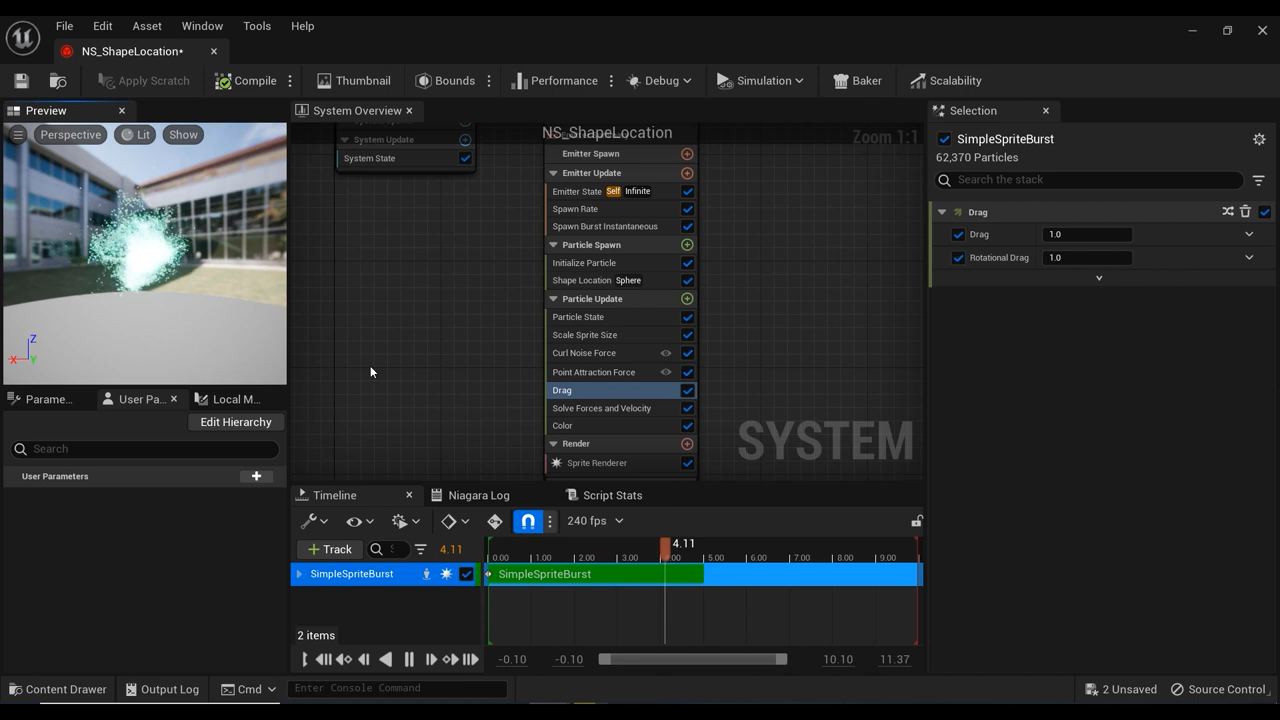 File Edit Asset Window Tools Help
NS_ShapeLocation*
Apply Scratch Compile Thumbnail Bounds Performance Debug Simulation Baker Scalability
Preview
Perspective Lit Show
Z
X Y
Parame... User Pa... Local M...
Edit Hierarchy
Search
User Parameters
System Overview
NS_ShapeLocation
Zoom 1:1
System Update
System State
Emitter Spawn
Emitter Update
Emitter State Self Infinite
Spawn Rate
Spawn Burst Instantaneous
Particle Spawn
Initialize Particle
Shape Location Sphere
Particle Update
Particle State
Scale Sprite Size
Curl Noise Force
Point Attraction Force
Drag
Solve Forces and Velocity
Color
Render
Sprite Renderer
SYSTEM
Selection
SimpleSpriteBurst
62,370 Particles
Search the stack
Drag
Drag 1.0
Rotational Drag 1.0
Timeline Niagara Log Script Stats
240 fps
Track S 4.11
4.11
0.00 1.00 2.00 3.00 5.00 6.00 7.00 8.00 9.00
SimpleSpriteBurst
SimpleSpriteBurst
2 items
-0.10 -0.10 10.10 11.37
Content Drawer Output Log Cmd Enter Console Command 2 Unsaved Source Control